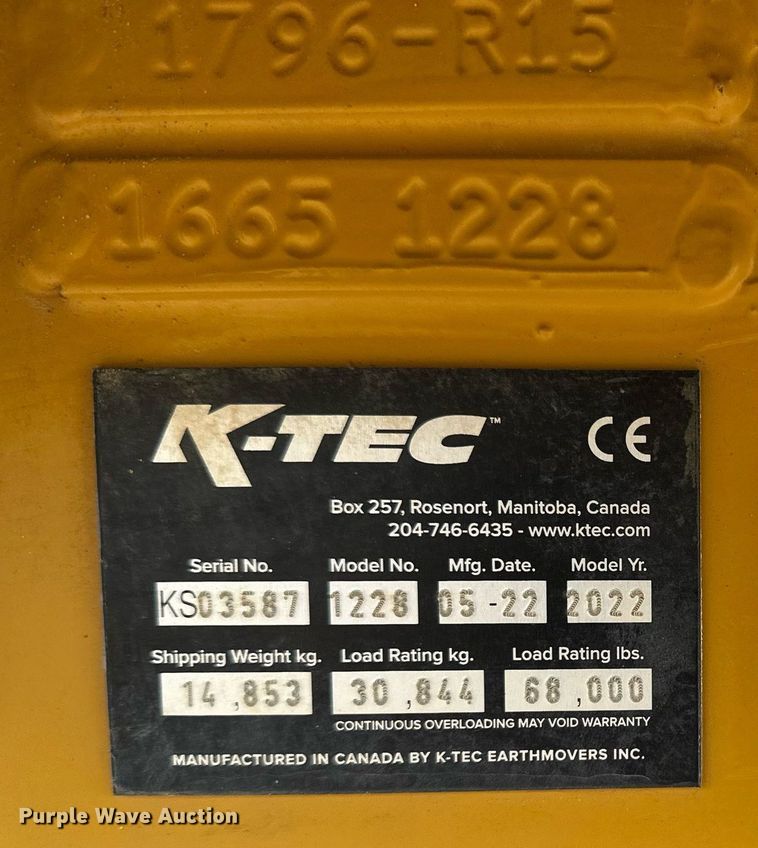 1796-R15
1665 1228
K-TEC™ CE
Box 257, Rosenort, Manitoba, Canada
204-746-6435 - www.ktec.com
Serial No. Model No. Mfg. Date. Model Yr.
KS03587 1228 05-22 2022
Shipping Weight kg. Load Rating kg. Load Rating lbs.
14,853 30,844 68,000
CONTINUOUS OVERLOADING MAY VOID WARRANTY
MANUFACTURED IN CANADA BY K-TEC EARTHMOVERS INC.
Purple Wave Auction